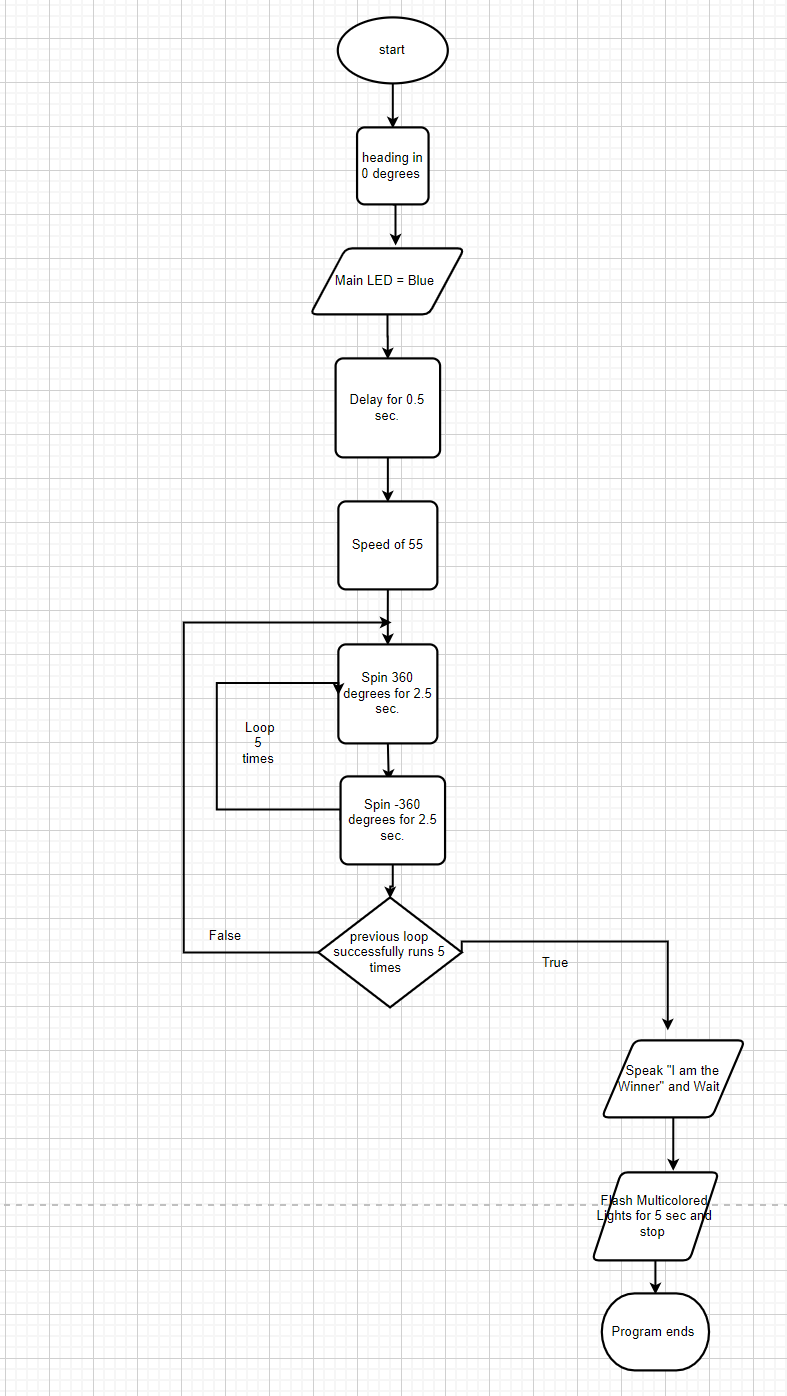 start
heading in
0 degrees
Main LED = Blue
Delay for 0.5
sec.
Speed of 55
Spin 360
degrees for 2.5
sec.
Loop
5
times
Spin -360
degrees for 2.5
sec.
False
previous loop
successfully runs 5
times
True
Speak "I am the
Winner" and Wait
Flash Multicolored
Lights for 5 sec and
stop
Program ends